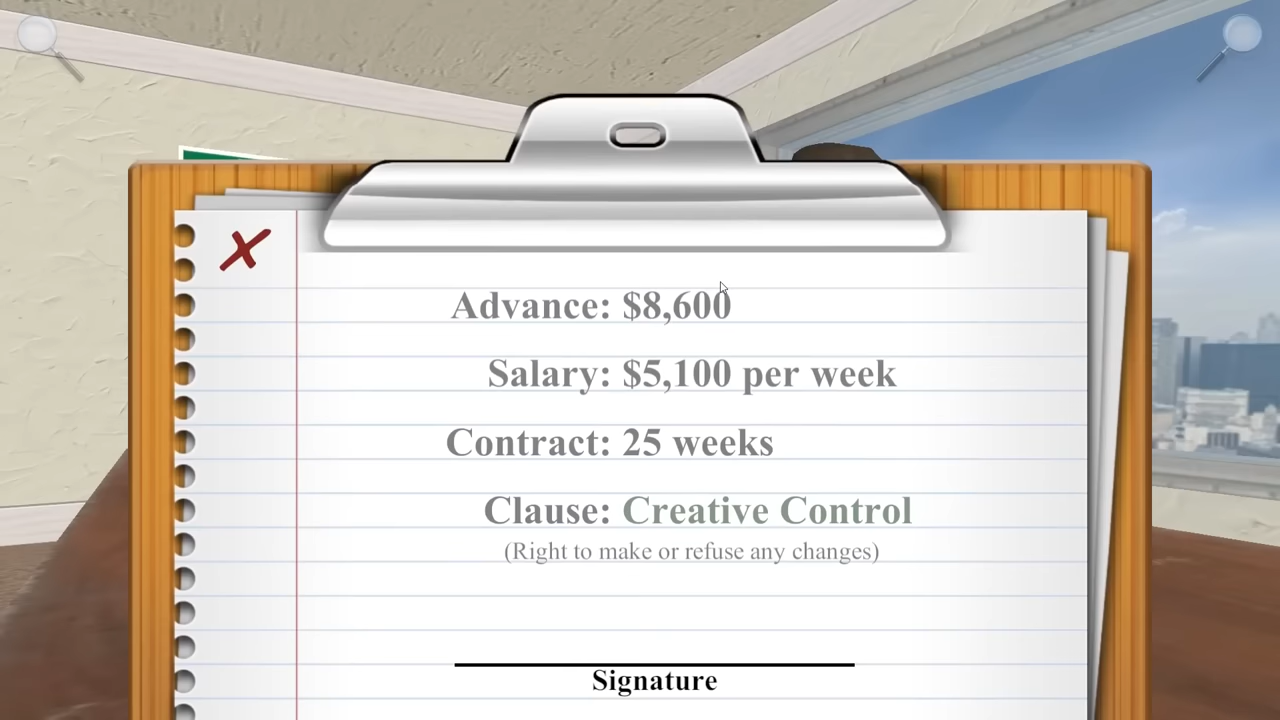 Advance: $8,600
Salary: $5,100 per week
Contract: 25 weeks
Clause: Creative Control
(Right to make or refuse any changes)
Signature